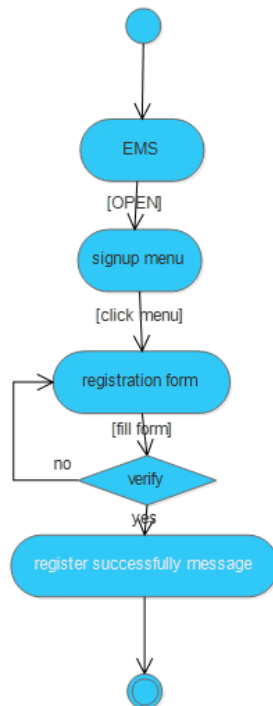 EMS
[OPEN]
signup menu
[click menu]
registration form
[fill form]
no
verify
yes
register successfully message